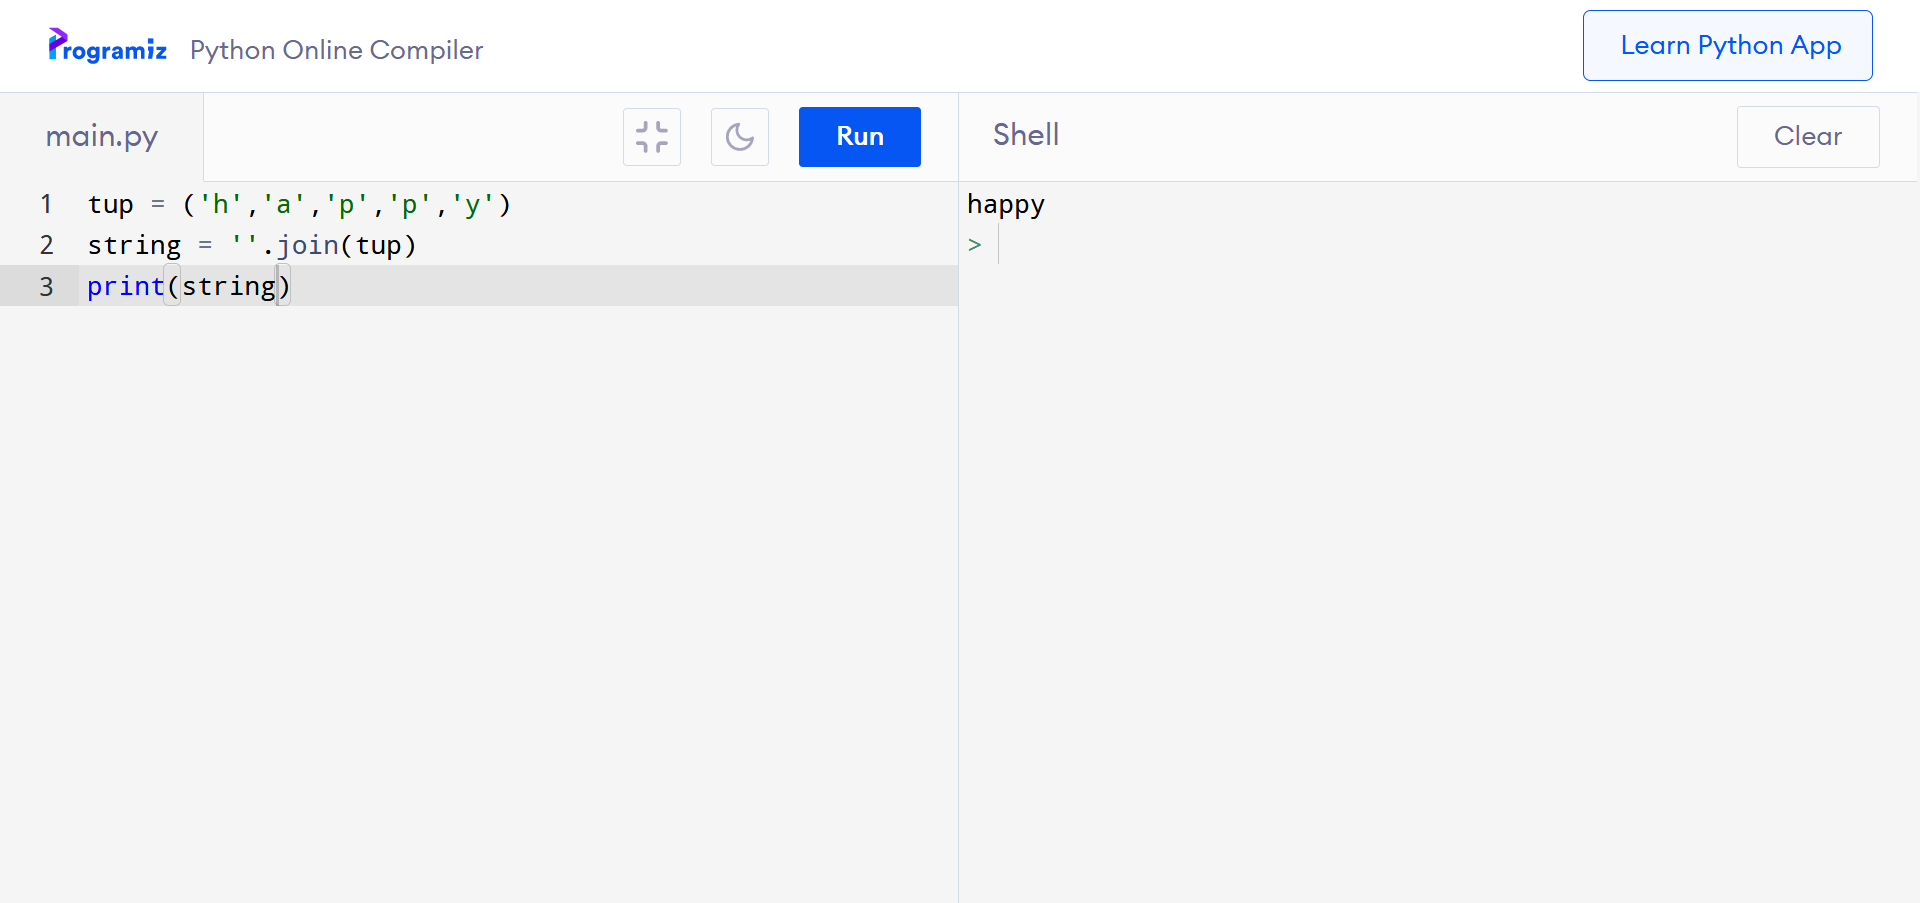 Programiz Python Online Compiler
Learn Python App
main.py
Run
Shell
Clear
1 tup = ('h','a','p','p','y')
2 string = ''.join(tup)
3 print(string)
happy
>